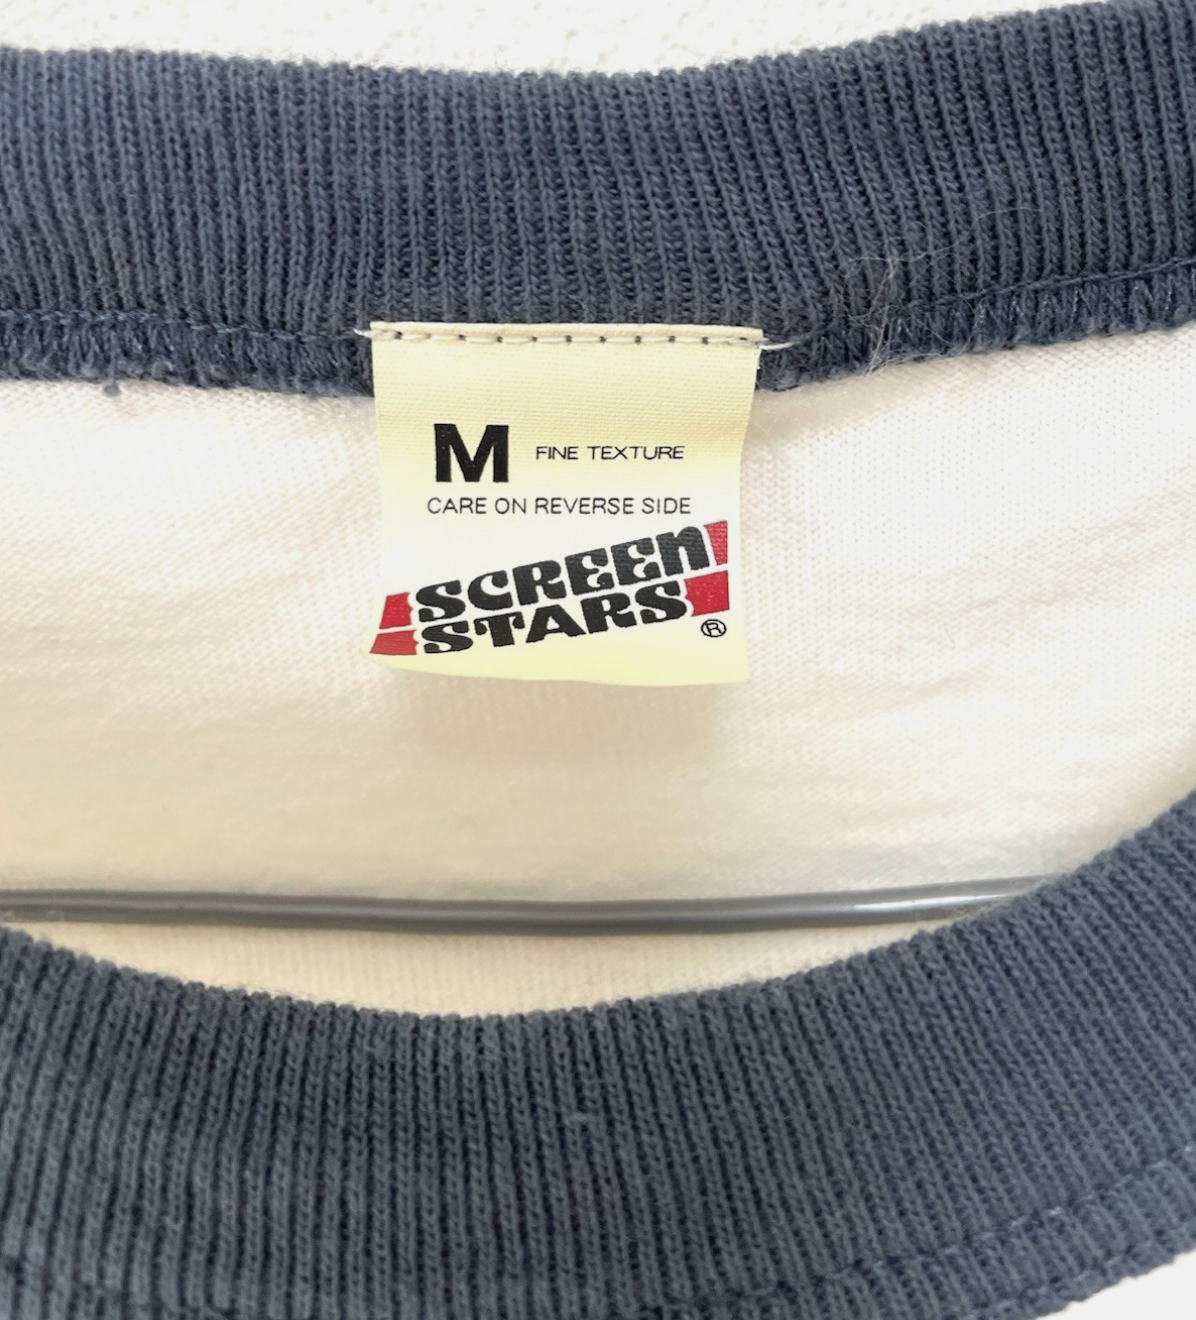 M FINE TEXTURE
CARE ON REVERSE SIDE
SCREEN
STARS
®